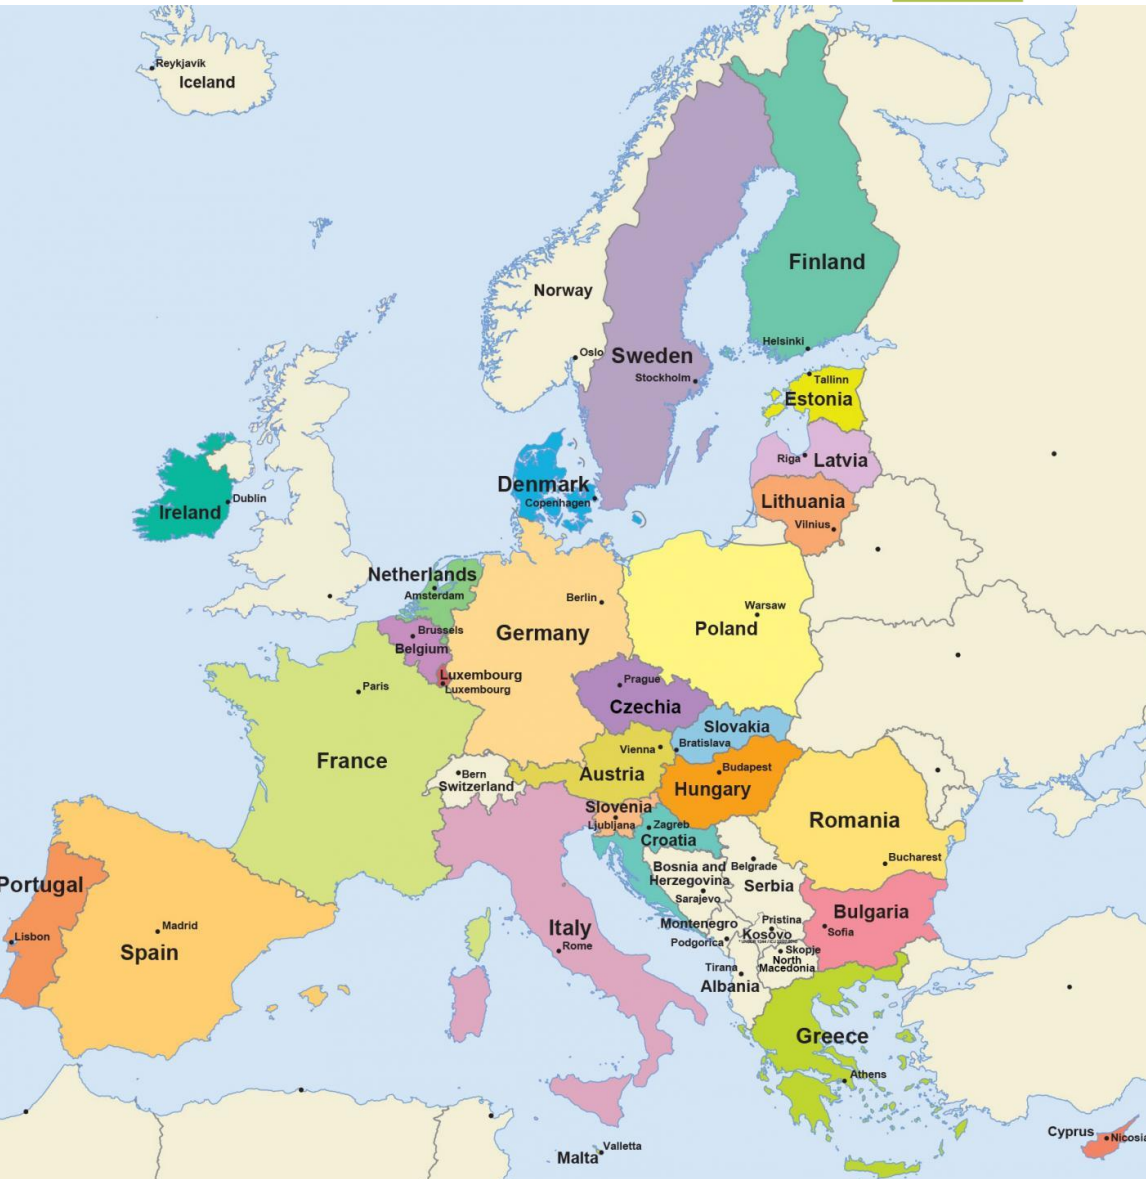 Reykjavik
Iceland
Finland
Norway
Helsinki
Oslo
Sweden
Stockholm
Tallinn
Estonia
Riga
Latvia
Denmark
Copenhagen
Lithuania
Vilnius
Dublin
Ireland
Netherlands
Amsterdam
Berlin
Warsaw
Poland
Germany
Brussels
Belgium
Luxembourg
Luxembourg
Paris
Prague
Czechia
Slovakia
Bratislava
Vienna
Austria
France
Bern
Switzerland
Budapest
Hungary
Slovenia
Ljubljana
Zagreb
Croatia
Romania
Bucharest
Bosnia and
Herzegovina
Sarajevo
Belgrade
Serbia
Portugal
Lisbon
Madrid
Spain
Italy
Rome
Montenegro
Podgorica
Pristina
Kosovo
Bulgaria
Sofia
Skopje
North
Macedonia
Tirana
Albania
Greece
Athens
Cyprus
Nicosia
Valletta
Malta